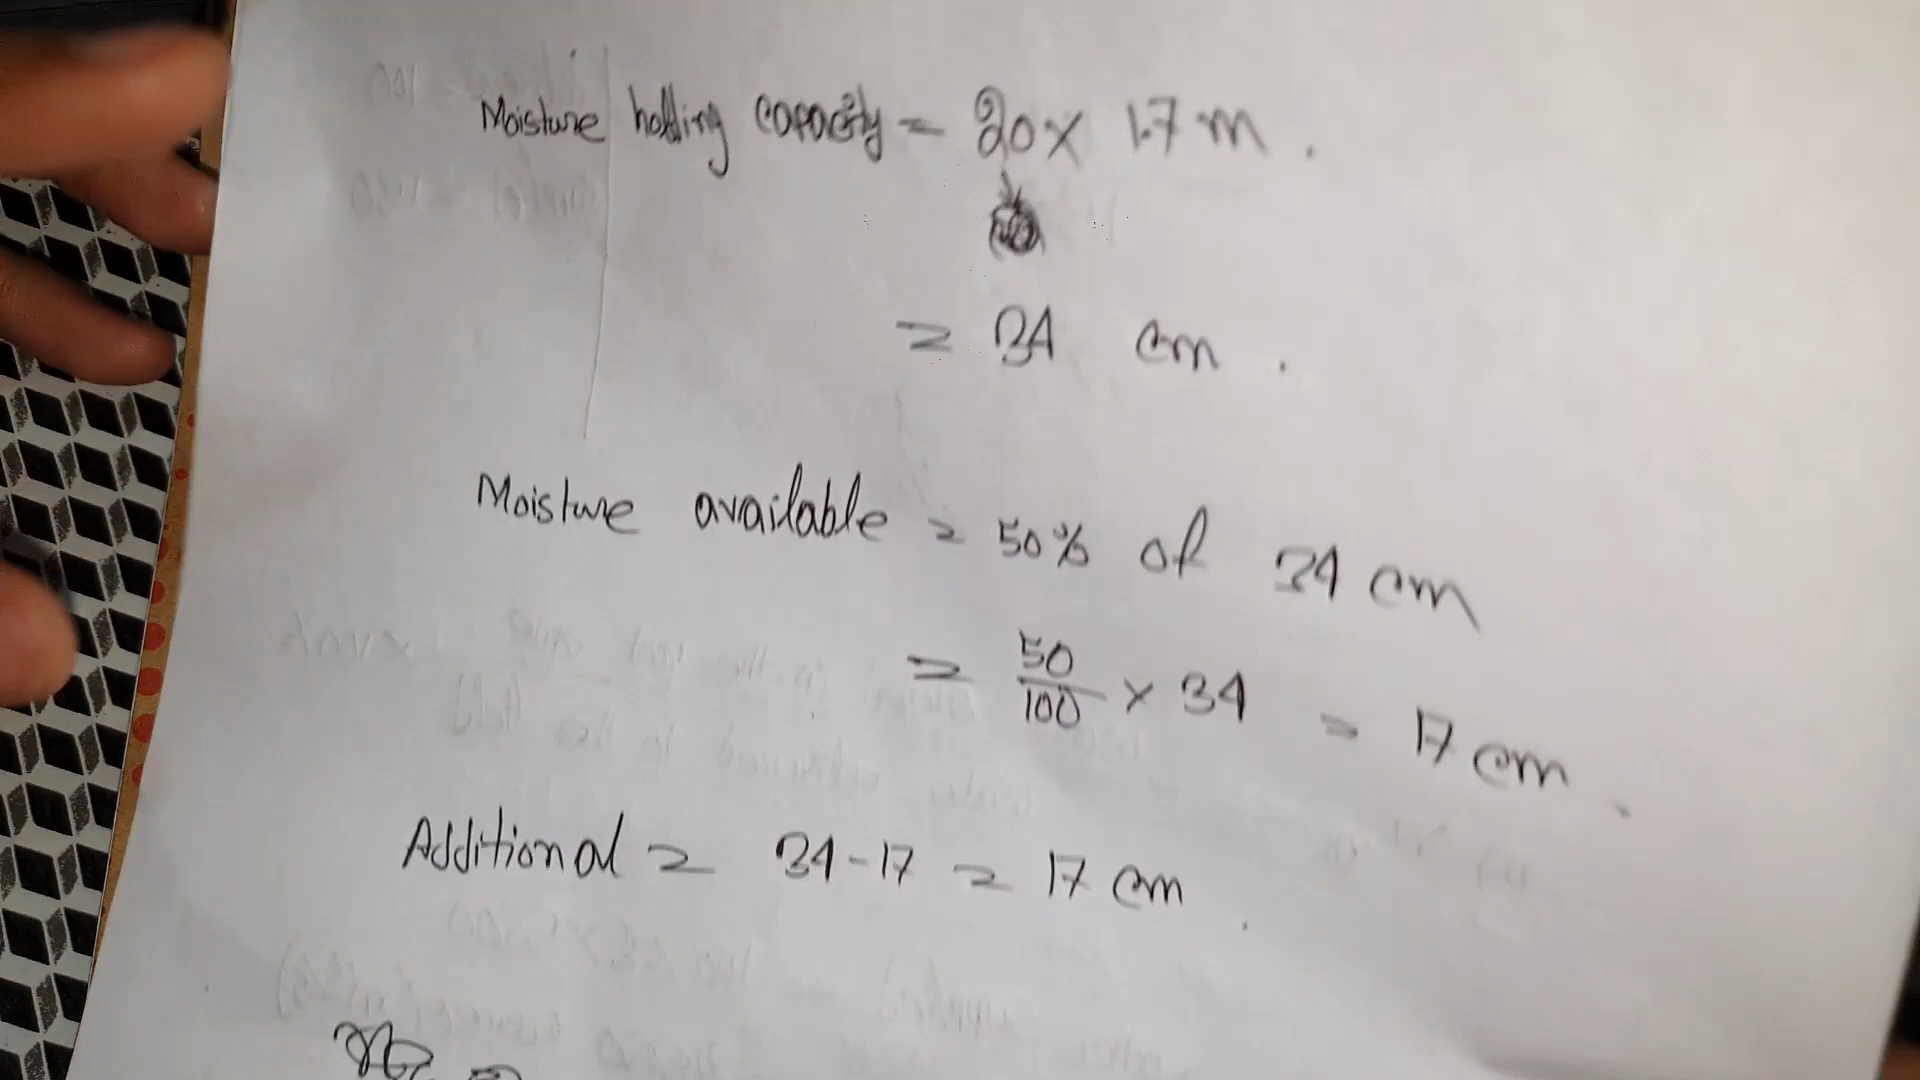 Moisture holding capacity = 20 x 1.7 m.
= 34 cm.
Moisture available = 50% of 34 cm
= 50/100 x 34 = 17 cm.
Additional = 34 - 17 = 17 cm.